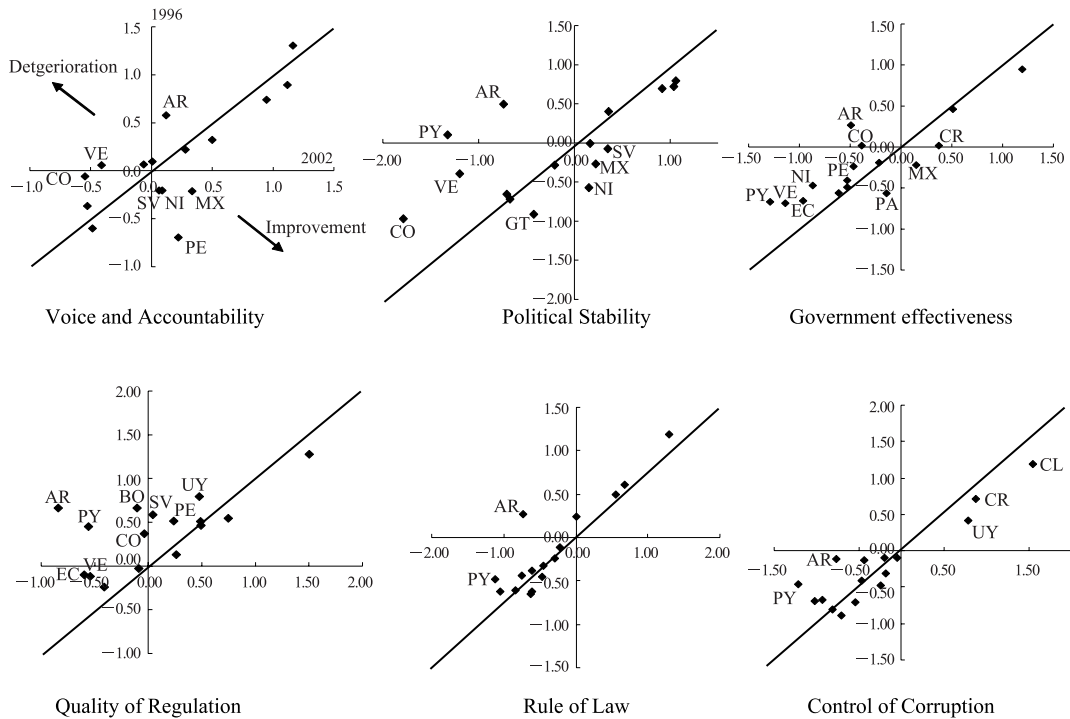 1996
1.5
1.0
0.5
0.0
−1.0
−0.5
0.0
0.5
1.0
1.5
−0.5
−1.0
2002
Detgerioration
Improvement
AR
VE
CO
SV
NI
MX
PE
Voice and Accountability
1.50
1.00
0.50
0.00
−2.00
−1.00
0.00
1.00
−0.50
−1.00
−1.50
−2.00
AR
PY
VE
CO
GT
SV
MX
NI
Political Stability
1.50
1.00
0.50
0.00
−1.50
−1.00
−0.50
0.00
0.50
1.00
1.50
−0.50
−1.00
−1.50
AR
CO
CR
PE
MX
NI
PY
VE
EC
PA
Government effectiveness
2.00
1.50
1.00
0.50
0.00
−1.00
−0.50
0.00
0.50
1.00
1.50
2.00
−0.50
−1.00
AR
BO
SV
UY
PE
PY
CO
VE
EC
Quality of Regulation
1.50
1.00
0.50
0.00
−2.00
−1.00
0.00
1.00
2.00
−0.50
−1.00
−1.50
AR
PY
Rule of Law
2.00
1.50
1.00
0.50
0.00
−1.50
−0.50
0.50
1.50
−0.50
−1.00
−1.50
CL
CR
UY
AR
PY
Control of Corruption